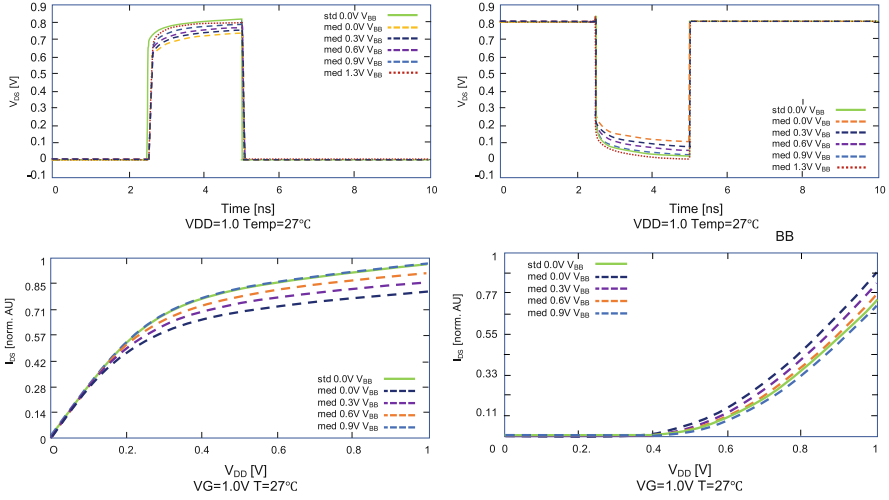 0.9
0.8
0.7
0.6
0.5
0.4
0.3
0.2
0.1
0
-0.1
V_DS [V]
std 0.0V V_BB
med 0.0V V_BB
med 0.3V V_BB
med 0.6V V_BB
med 0.9V V_BB
med 1.3V V_BB
0 2 4 6 8 10
Time [ns]
VDD=1.0 Temp=27℃
0.9
0.8
0.7
0.6
0.5
0.4
0.3
0.2
0.1
0
-0.1
V_DS [V]
std 0.0V V_BB
med 0.0V V_BB
med 0.3V V_BB
med 0.6V V_BB
med 0.9V V_BB
med 1.3V V_BB
0 2 4 6 8 10
Time [ns]
VDD=1.0 Temp=27℃
BB
1
0.85
0.71
0.57
0.42
0.28
0.14
0
I_DS [norm. AU]
std 0.0V V_BB
med 0.0V V_BB
med 0.3V V_BB
med 0.6V V_BB
med 0.9V V_BB
0 0.2. 0.4 0.6 0.8 1
V_DD [V]
VG=1.0V T=27℃
1
0.77
0.55
0.33
0.11
I_DS [norm. AU]
std 0.0V V_BB
med 0.0V V_BB
med 0.3V V_BB
med 0.6V V_BB
med 0.9V V_BB
0 0.2. 0.4 0.6 0.8 1
V_DD [V]
VG=1.0V T=27℃